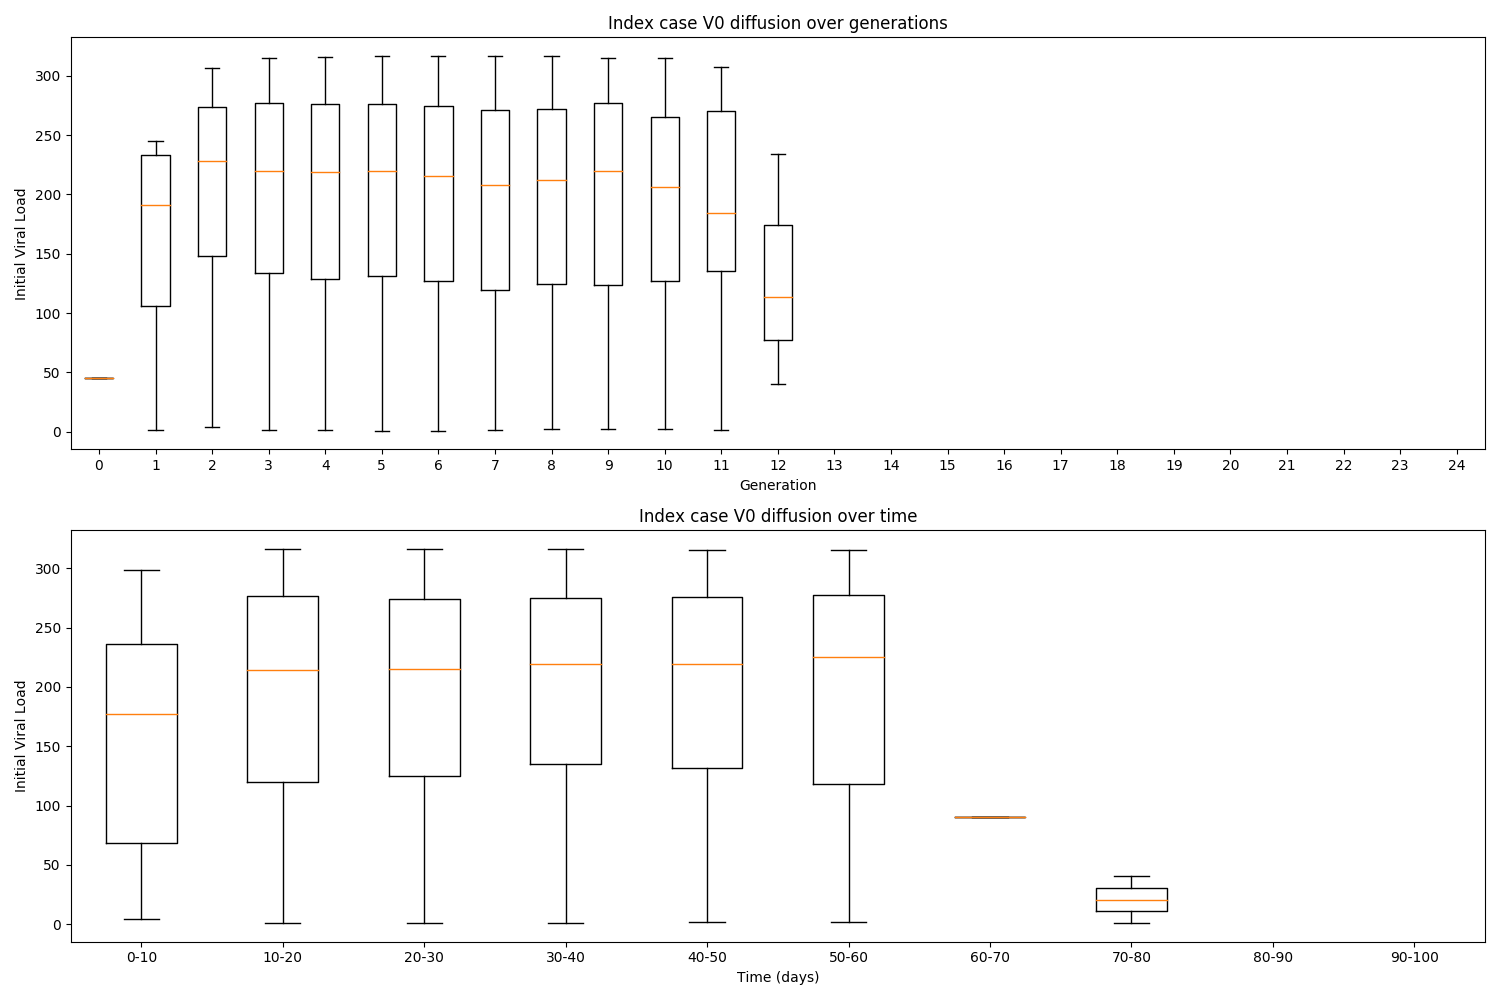 Index case V0 diffusion over generations
Initial Viral Load
300
250
200
150
100
50
0
0 1 2 3 4 5 6 7 8 9 10 11 12 13 14 15 16 17 18 19 20 21 22 23 24
Generation
Index case V0 diffusion over time
Initial Viral Load
300
250
200
150
100
50
0
0-10 10-20 20-30 30-40 40-50 50-60 60-70 70-80 80-90 90-100
Time (days)